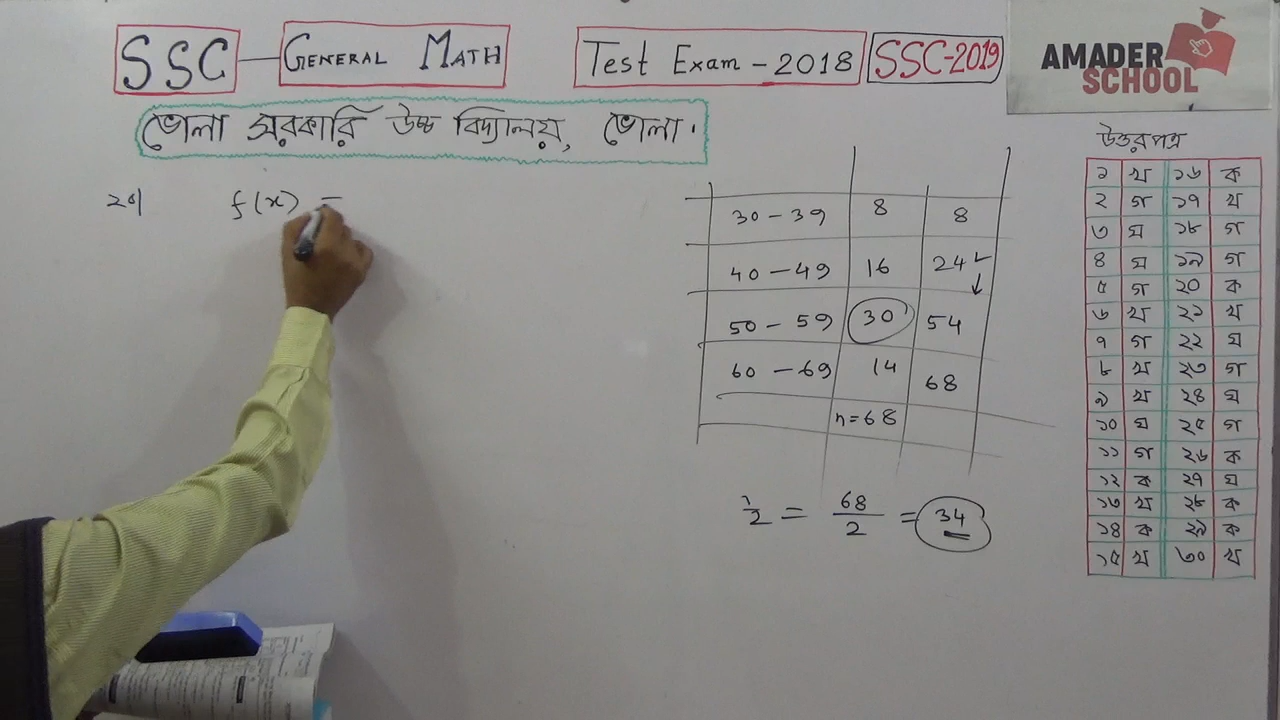 SSC — GENERAL MATH
Test Exam - 2018
SSC-2019
AMADER
SCHOOL
ভোলা সরকারি উচ্চ বিদ্যালয়, ভোলা.
f(x) =
30 - 39 8 8
40 - 49 16 24
50 - 59 30 54
60 - 69 14 68
n=68
68/2 = 34
উত্তরপত্র
১ খ ১৬ ক
২ গ ১৭ খ
৩ ঘ ১৮ গ
৪ ঘ ১৯ গ
৫ গ ২০ ক
৬ খ ২১ খ
৭ গ ২২ ঘ
৮ খ ২৩ গ
৯ খ ২৪ ঘ
১০ ঘ ২৫ গ
১১ গ ২৬ ক
১২ ক ২৭ ঘ
১৩ খ ২৮ ক
১৪ ক ২৯ ক
১৫ খ ৩০ খ